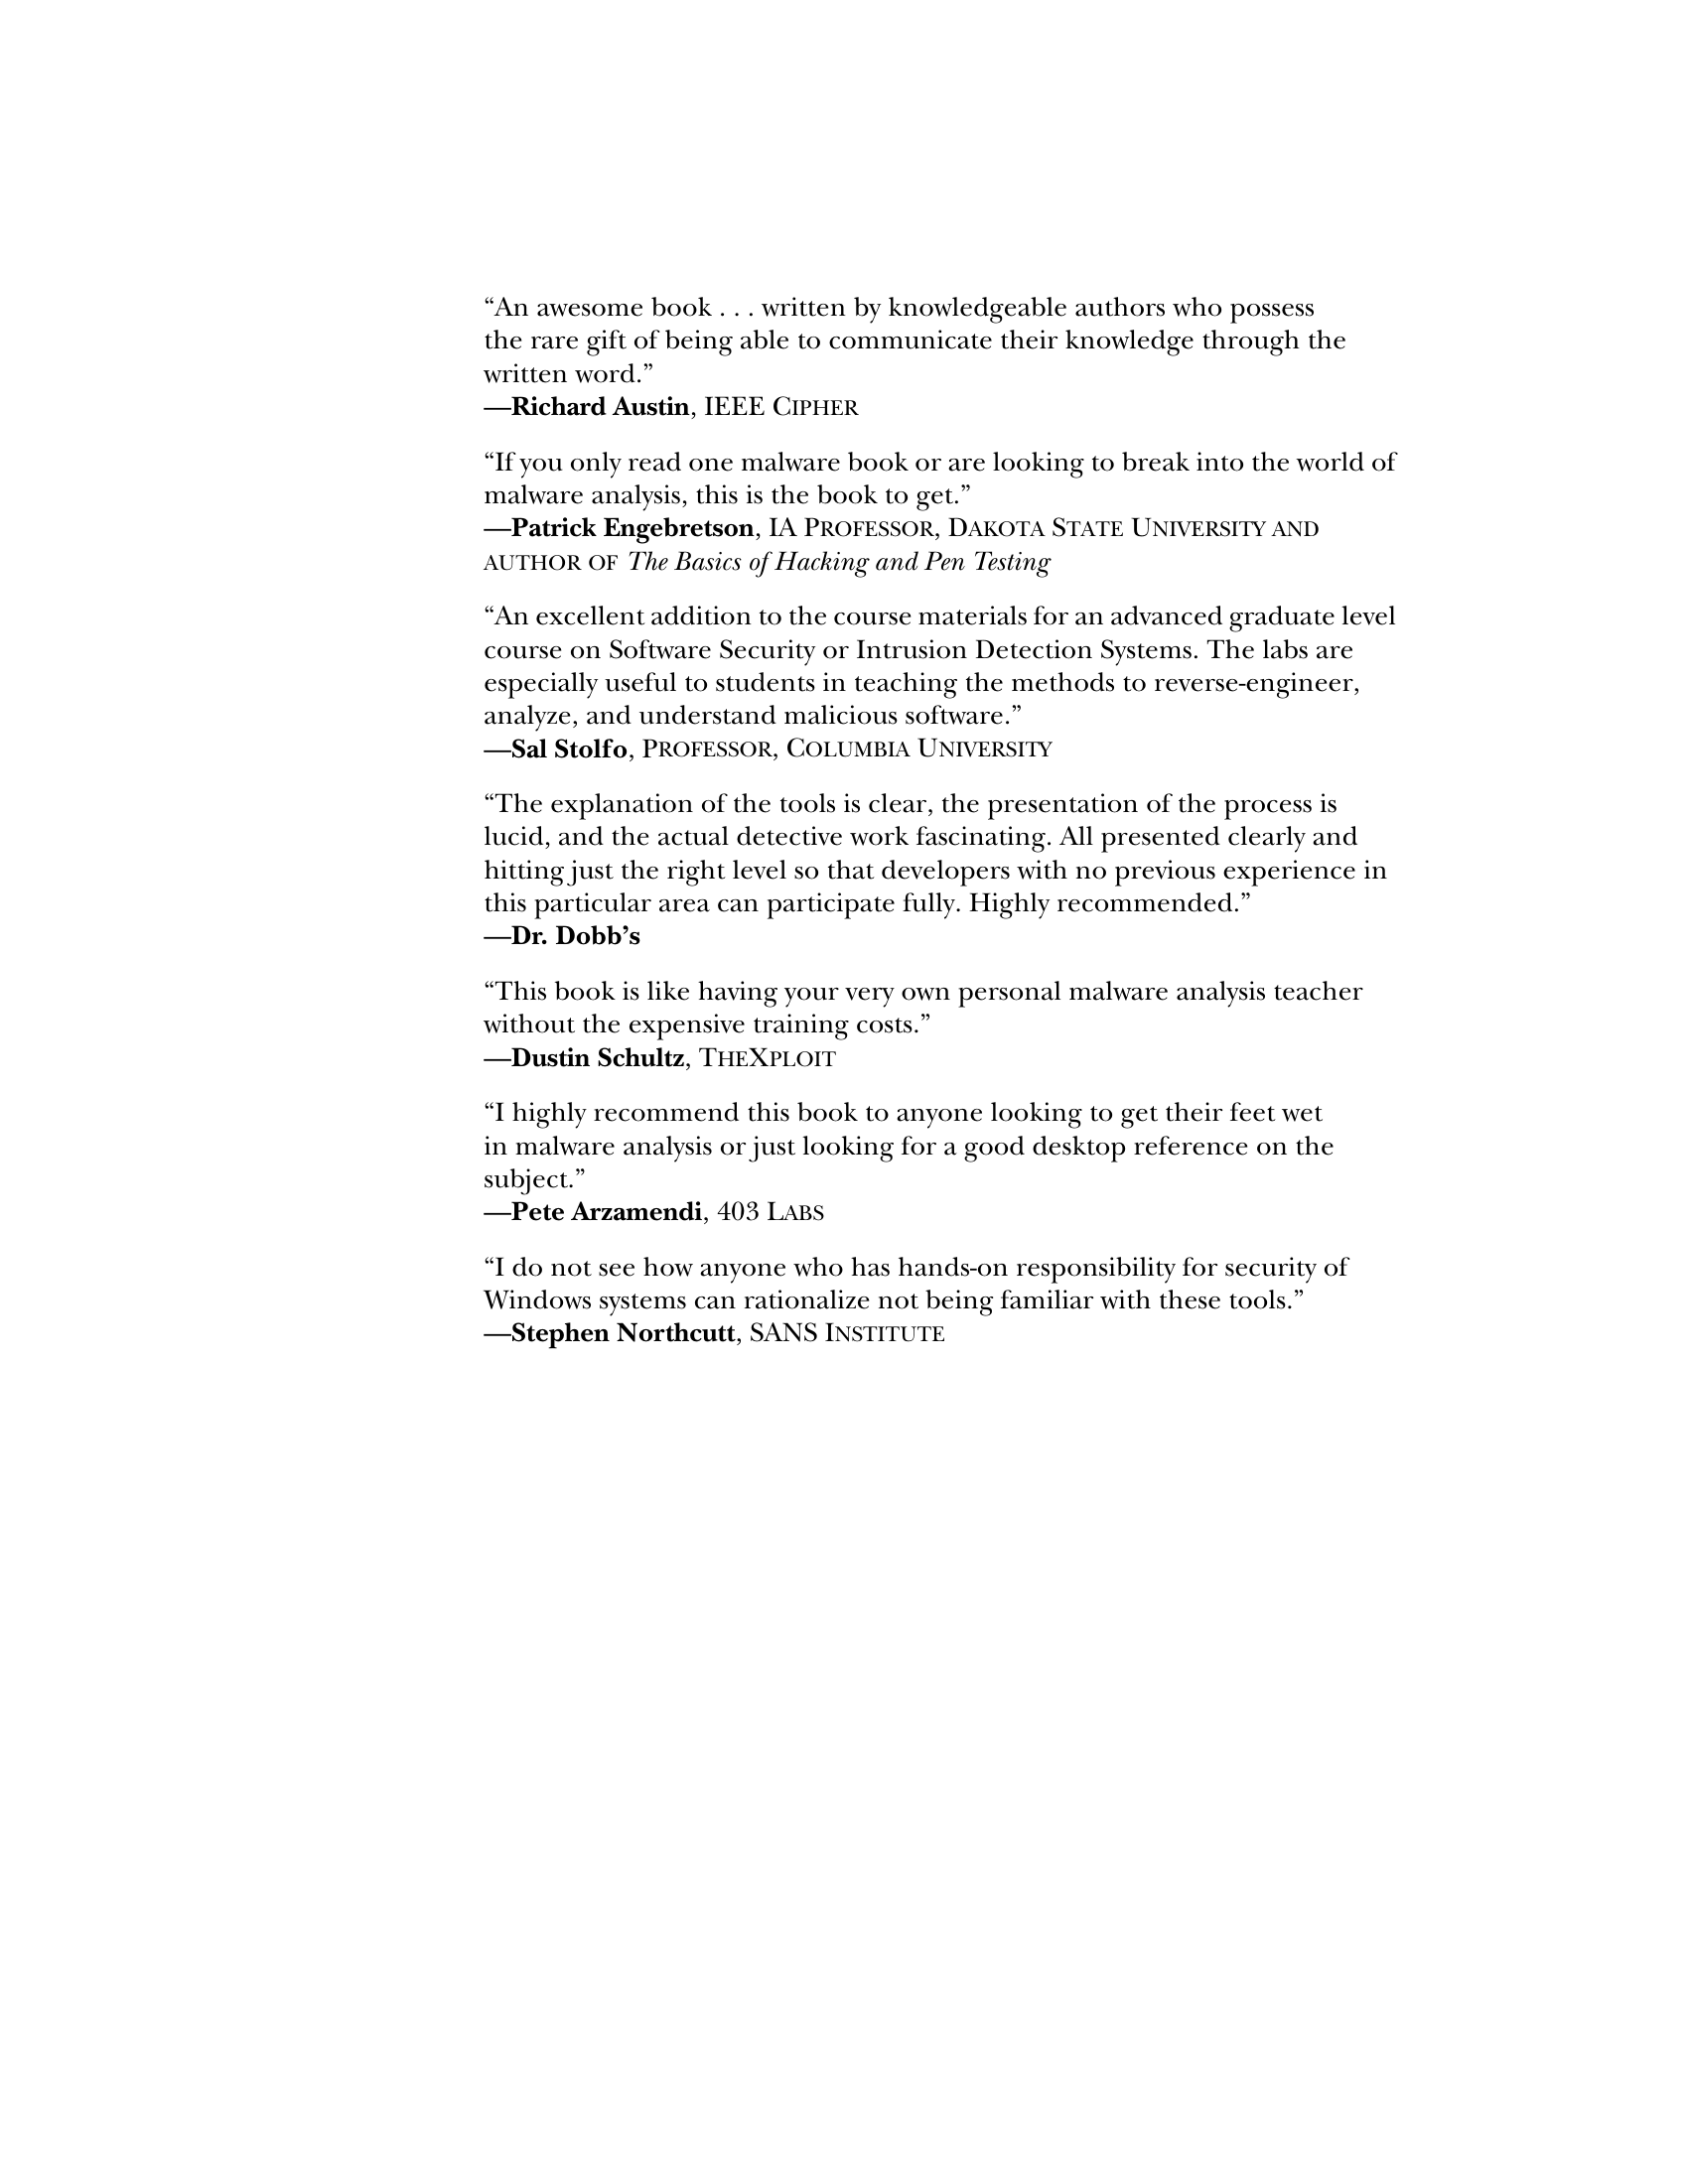 “An awesome book . . . written by knowledgeable authors who possess
the rare gift of being able to communicate their knowledge through the
written word.”
—Richard Austin, IEEE CIPHER
“If you only read one malware book or are looking to break into the world of
malware analysis, this is the book to get.”
—Patrick Engebretson, IA PROFESSOR, DAKOTA STATE UNIVERSITY AND
AUTHOR OF The Basics of Hacking and Pen Testing
“An excellent addition to the course materials for an advanced graduate level
course on Software Security or Intrusion Detection Systems. The labs are
especially useful to students in teaching the methods to reverse-engineer,
analyze, and understand malicious software.”
—Sal Stolfo, PROFESSOR, COLUMBIA UNIVERSITY
“The explanation of the tools is clear, the presentation of the process is
lucid, and the actual detective work fascinating. All presented clearly and
hitting just the right level so that developers with no previous experience in
this particular area can participate fully. Highly recommended.”
—Dr. Dobb’s
“This book is like having your very own personal malware analysis teacher
without the expensive training costs.”
—Dustin Schultz, THEXPLOIT
“I highly recommend this book to anyone looking to get their feet wet
in malware analysis or just looking for a good desktop reference on the
subject.”
—Pete Arzamendi, 403 LABS
“I do not see how anyone who has hands-on responsibility for security of
Windows systems can rationalize not being familiar with these tools.”
—Stephen Northcutt, SANS INSTITUTE